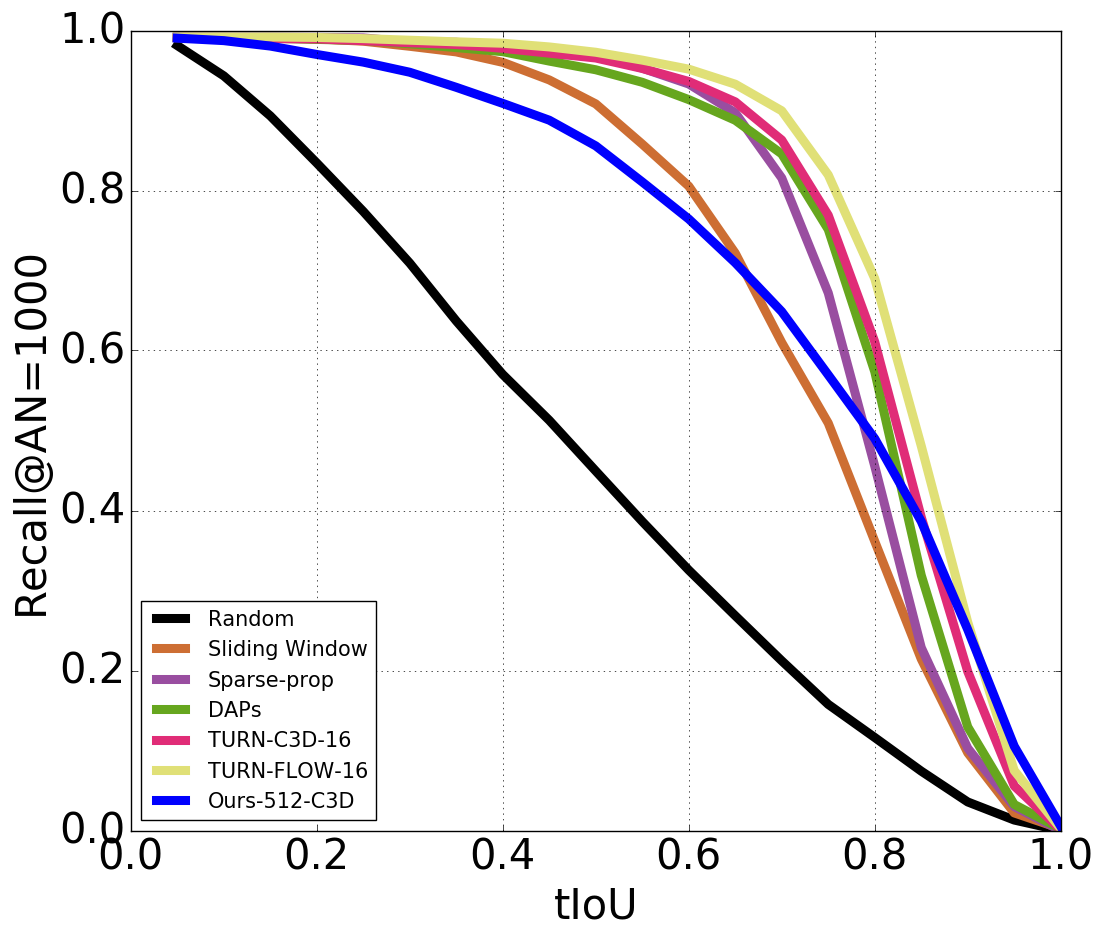 Recall@AN=1000
1.0
0.8
0.6
0.4
0.2
0.0
Random
Sliding Window
Sparse-prop
DAPs
TURN-C3D-16
TURN-FLOW-16
Ours-512-C3D
0.0 0.2 0.4 0.6 0.8 1.0
tIoU